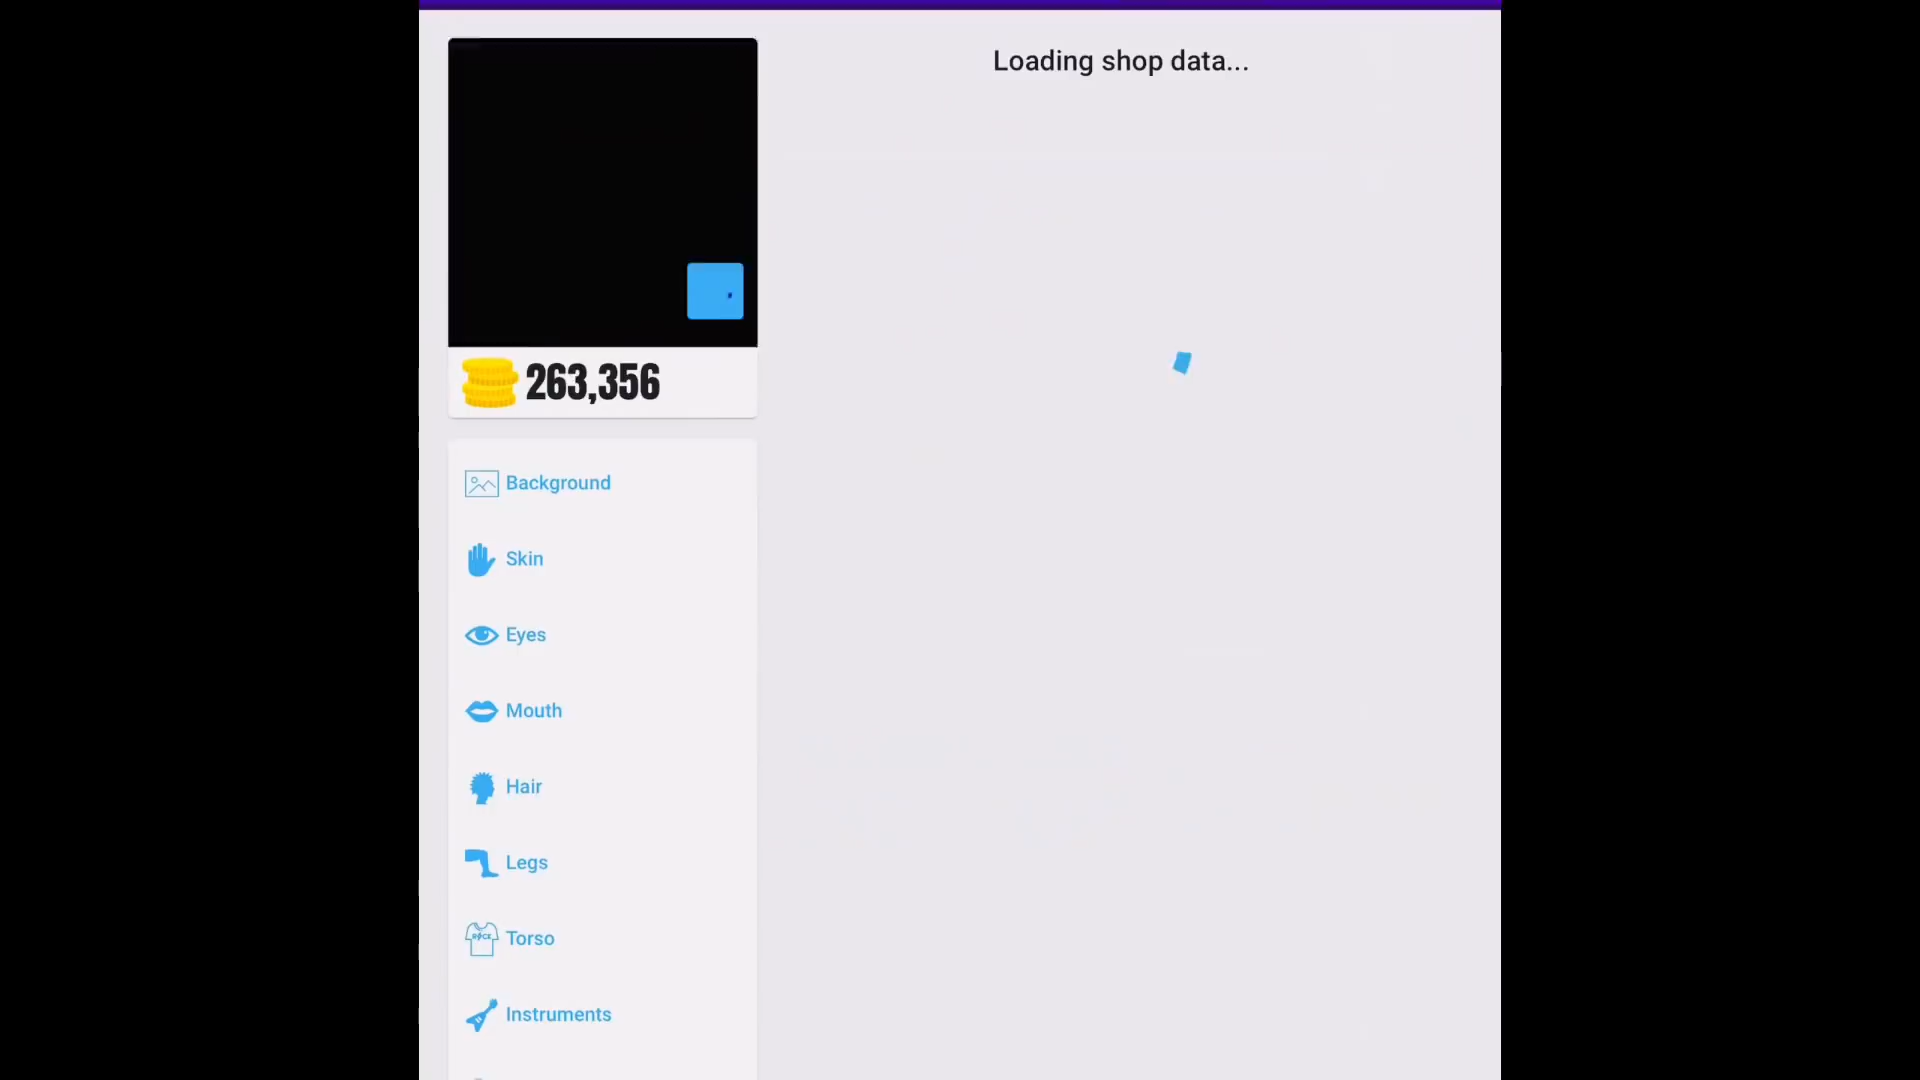 Loading shop data...
263,356
Background
Skin
Eyes
Mouth
Hair
Legs
Torso
Instruments